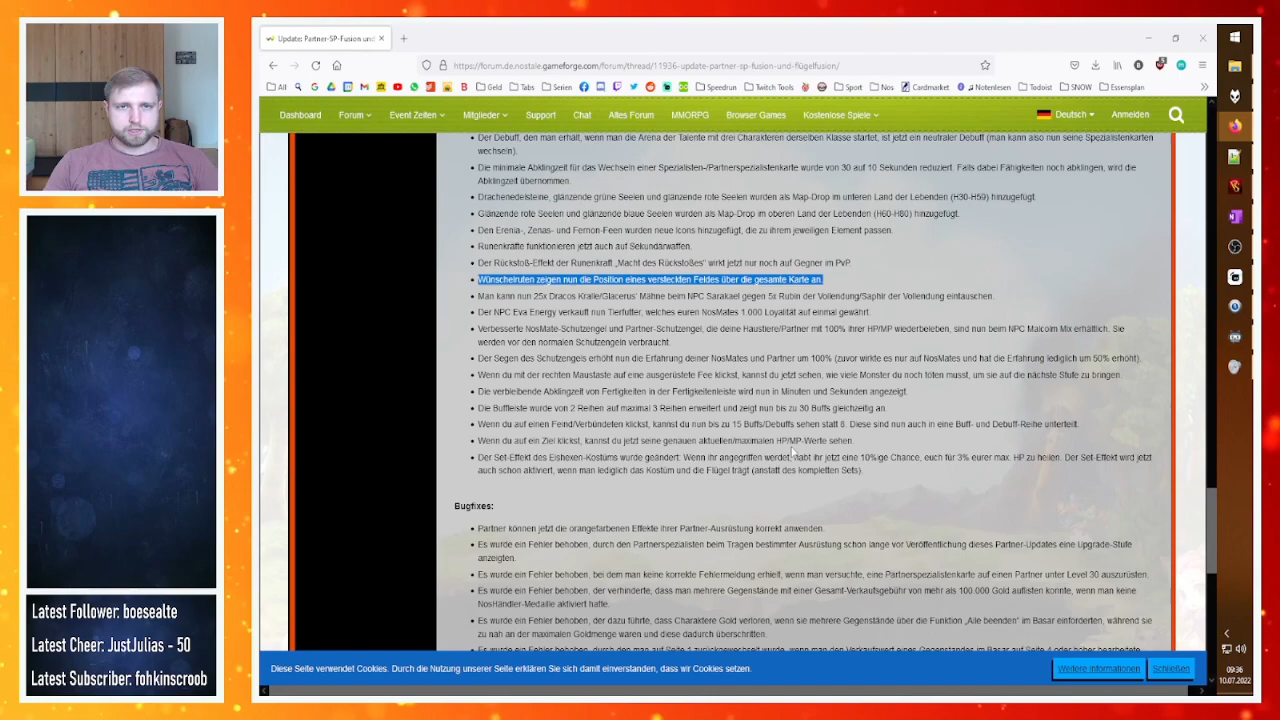 Update: Partner-SP-Fusion und
https://forum.de.nostale.gameforge.com/forum/thread/11936-update-partner-sp-fusion-und-flügelfusion/
All
Geld
Tabs
Serien
Speedrun
Twitch Tools
Sport
Nos
Cardmarket
Notenlesen
Todoist
SNOW
Essensplan
Dashboard
Forum
Event Zeiten
Mitglieder
Support
Chat
Altes Forum
MMORPG
Browser Games
Kostenlose Spiele
Deutsch
Anmelden
• Der Debuff, den man erhält, wenn man die Arena der Talente mit drei Charakteren derselben Klasse startet, ist jetzt ein neutraler Debuff (man kann also nun seine Spezialistenkarten
wechseln).
• Die minimale Abklingzeit für das Wechseln einer Spezialisten-/Partnerspezialistenkarte wurde von 30 auf 10 Sekunden reduziert. Falls dabei Fähigkeiten noch abklingen, wird die
Abklingzeit übernommen.
• Drachenedelsteine, glänzende grüne Seelen und glänzende rote Seelen wurden als Map-Drop im unteren Land der Lebenden (H30-H59) hinzugefügt.
• Glänzende rote Seelen und glänzende blaue Seelen wurden als Map-Drop im oberen Land der Lebenden (H60-H80) hinzugefügt.
• Den Erenia-, Zenas- und Fernon-Feen wurden neue Icons hinzugefügt, die zu ihrem jeweiligen Element passen.
• Runenkräfte funktionieren jetzt auch auf Sekundärwaffen.
• Der Rückstoß-Effekt der Runenkraft „Macht des Rückstoßes" wirkt jetzt nur noch auf Gegner im PvP.
• Wünschelruten zeigen nun die Position eines versteckten Feldes über die gesamte Karte an.
• Man kann nun 25x Dracos Kralle/Glacerus' Mähne beim NPC Sarakael gegen 5x Rubin der Vollendung/Saphir der Vollendung eintauschen.
• Der NPC Eva Energy verkauft nun Tierfutter, welches euren NosMates 1.000 Loyalität auf einmal gewährt.
• Verbesserte NosMate-Schutzengel und Partner-Schutzengel, die deine Haustiere/Partner mit 100% ihrer HP/MP wiederbeleben, sind nun beim NPC Malcolm Mix erhältlich. Sie
werden vor den normalen Schutzengeln verbraucht.
• Der Segen des Schutzengels erhöht nun die Erfahrung deiner NosMates und Partner um 100% (zuvor wirkte es nur auf NosMates und hat die Erfahrung lediglich um 50% erhöht).
• Wenn du mit der rechten Maustaste auf eine ausgerüstete Fee klickst, kannst du jetzt sehen, wie viele Monster du noch töten musst, um sie auf die nächste Stufe zu bringen.
• Die verbleibende Abklingzeit von Fertigkeiten in der Fertigkeitenleiste wird nun in Minuten und Sekunden angezeigt.
• Die Buffleiste wurde von 2 Reihen auf maximal 3 Reihen erweitert und zeigt nun bis zu 30 Buffs gleichzeitig an.
• Wenn du auf einen Feind/Verbündeten klickst, kannst du nun bis zu 15 Buffs/Debuffs sehen statt 8. Diese sind nun auch in eine Buff- und Debuff-Reihe unterteilt.
• Wenn du auf ein Ziel klickst, kannst du jetzt seine genauen aktuellen/maximalen HP/MP-Werte sehen.
• Der Set-Effekt des Eishexen-Kostüms wurde geändert: Wenn ihr angegriffen werdet, habt ihr jetzt eine 10%ige Chance, euch für 3% eurer max. HP zu heilen. Der Set-Effekt wird jetzt
auch schon aktiviert, wenn man lediglich das Kostüm und die Flügel trägt (anstatt des kompletten Sets).
Bugfixes:
• Partner können jetzt die orangefarbenen Effekte ihrer Partner-Ausrüstung korrekt anwenden.
• Es wurde ein Fehler behoben, durch den Partnerspezialisten beim Tragen bestimmter Ausrüstung schon lange vor Veröffentlichung dieses Partner-Updates eine Upgrade-Stufe
anzeigten.
• Es wurde ein Fehler behoben, bei dem man keine korrekte Fehlermeldung erhielt, wenn man versuchte, eine Partnerspezialistenkarte auf einen Partner unter Level 30 auszurüsten.
• Es wurde ein Fehler behoben, der verhinderte, dass man mehrere Gegenstände mit einer Gesamt-Verkaufsgebühr von mehr als 100.000 Gold auflisten konnte, wenn man keine
NosHändler-Medaille aktiviert hatte.
• Es wurde ein Fehler behoben, der dazu führte, dass Charaktere Gold verloren, wenn sie mehrere Gegenstände über die Funktion „Alle beenden" im Basar einforderten, während sie
zu nah an der maximalen Goldmenge waren und diese dadurch überschritten.
Diese Seite verwendet Cookies. Durch die Nutzung unserer Seite erklären Sie sich damit einverstanden, dass wir Cookies setzen.
Weitere Informationen
Schließen
Latest Follower: boesealte
Latest Cheer: JustJulias - 50
Latest Subscriber: fohkinscroob
09:36
10.07.2022